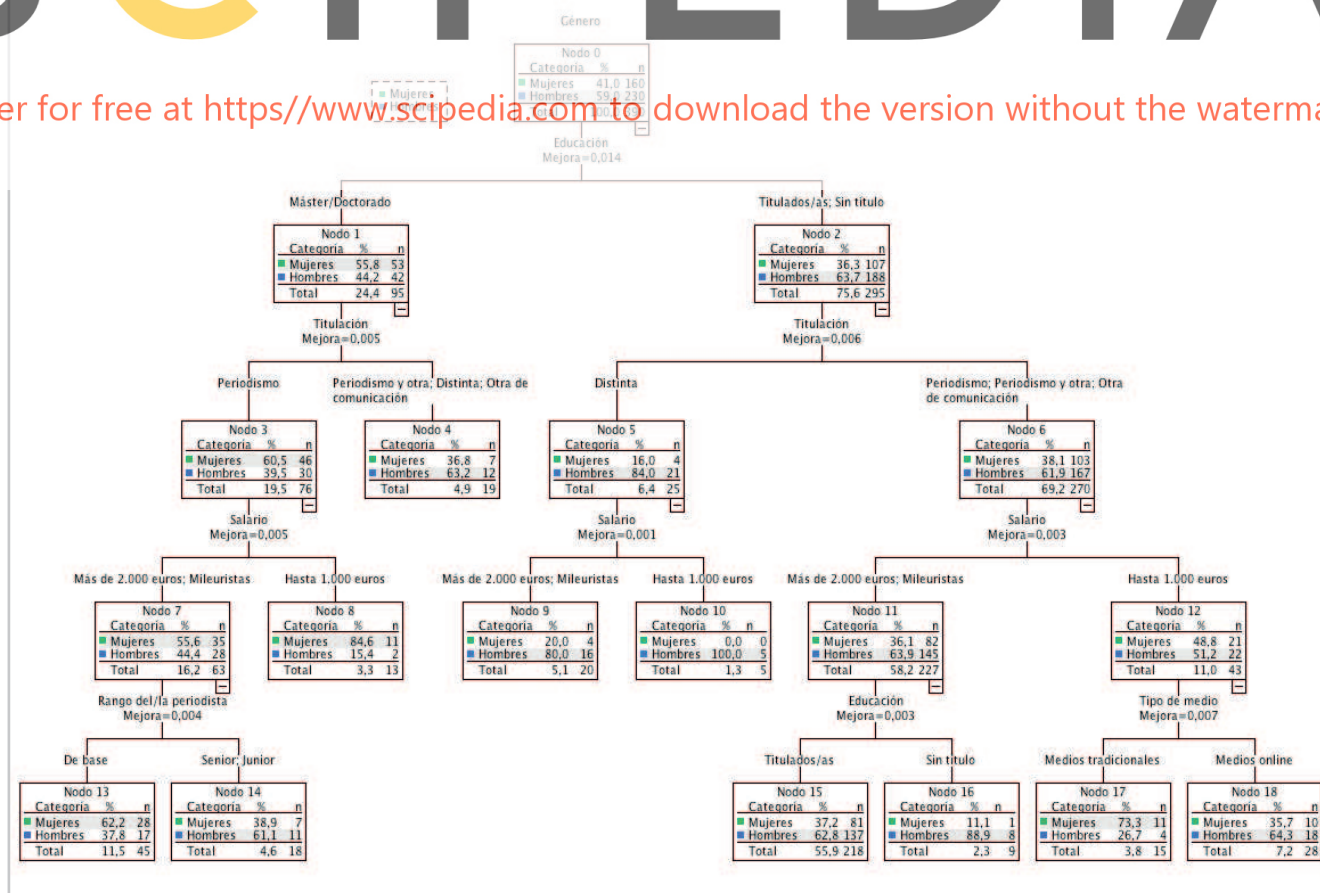 SCIPEDIA
Género
Nodo 0
Categoría % n
Mujeres 41,0 160
Hombres 59,0 230
Total 100,0 390
Mujeres
Hombres
er for free at https//www.scipedia.com to download the version without the waterma
Educación
Mejora=0,014
Máster/Doctorado
Titulados/as; Sin título
Nodo 1
Categoría % n
Mujeres 55,8 53
Hombres 44,2 42
Total 24,4 95
Nodo 2
Categoría % n
Mujeres 36,3 107
Hombres 63,7 188
Total 75,6 295
Titulación
Mejora=0,005
Titulación
Mejora=0,006
Periodismo
Periodismo y otra; Distinta; Otra de
comunicación
Distinta
Periodismo; Periodismo y otra; Otra
de comunicación
Nodo 3
Categoría % n
Mujeres 60,5 46
Hombres 39,5 30
Total 19,5 76
Nodo 4
Categoría % n
Mujeres 36,8 7
Hombres 63,2 12
Total 4,9 19
Nodo 5
Categoría % n
Mujeres 16,0 4
Hombres 84,0 21
Total 6,4 25
Nodo 6
Categoría % n
Mujeres 38,1 103
Hombres 61,9 167
Total 69,2 270
Salario
Mejora=0,005
Salario
Mejora=0,001
Salario
Mejora=0,003
Más de 2.000 euros; Mileuristas
Hasta 1.000 euros
Más de 2.000 euros; Mileuristas
Hasta 1.000 euros
Más de 2.000 euros; Mileuristas
Hasta 1.000 euros
Nodo 7
Categoría % n
Mujeres 55,6 35
Hombres 44,4 28
Total 16,2 63
Nodo 8
Categoría % n
Mujeres 84,6 11
Hombres 15,4 2
Total 3,3 13
Nodo 9
Categoría % n
Mujeres 20,0 4
Hombres 80,0 16
Total 5,1 20
Nodo 10
Categoría % n
Mujeres 0,0 0
Hombres 100,0 5
Total 1,3 5
Nodo 11
Categoría % n
Mujeres 36,1 82
Hombres 63,9 145
Total 58,2 227
Nodo 12
Categoría % n
Mujeres 48,8 21
Hombres 51,2 22
Total 11,0 43
Rango del/la periodista
Mejora=0,004
Educación
Mejora=0,003
Tipo de medio
Mejora=0,007
De base
Senior; Junior
Titulados/as
Sin título
Medios tradicionales
Medios online
Nodo 13
Categoría % n
Mujeres 62,2 28
Hombres 37,8 17
Total 11,5 45
Nodo 14
Categoría % n
Mujeres 38,9 7
Hombres 61,1 11
Total 4,6 18
Nodo 15
Categoría % n
Mujeres 37,2 81
Hombres 62,8 137
Total 55,9 218
Nodo 16
Categoría % n
Mujeres 11,1 1
Hombres 88,9 8
Total 2,3 9
Nodo 17
Categoría % n
Mujeres 73,3 11
Hombres 26,7 4
Total 3,8 15
Nodo 18
Categoría % n
Mujeres 35,7 10
Hombres 64,3 18
Total 7,2 28